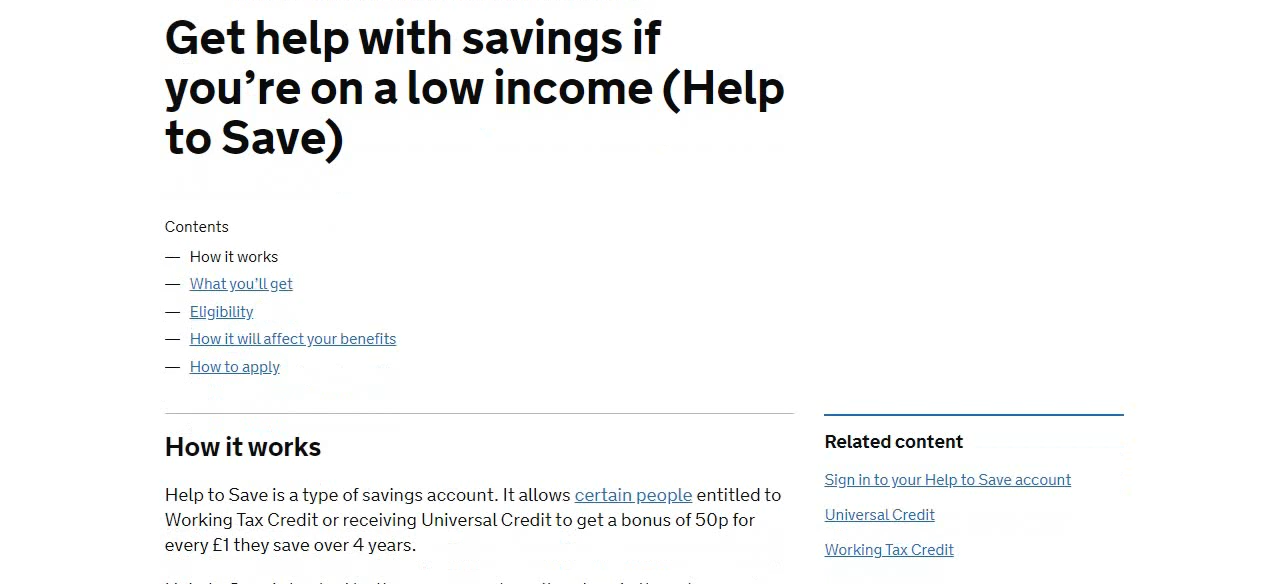 Get help with savings if
you’re on a low income (Help
to Save)
Contents
— How it works
— What you’ll get
— Eligibility
— How it will affect your benefits
— How to apply
How it works
Help to Save is a type of savings account. It allows certain people entitled to
Working Tax Credit or receiving Universal Credit to get a bonus of 50p for
every £1 they save over 4 years.
Related content
Sign in to your Help to Save account
Universal Credit
Working Tax Credit